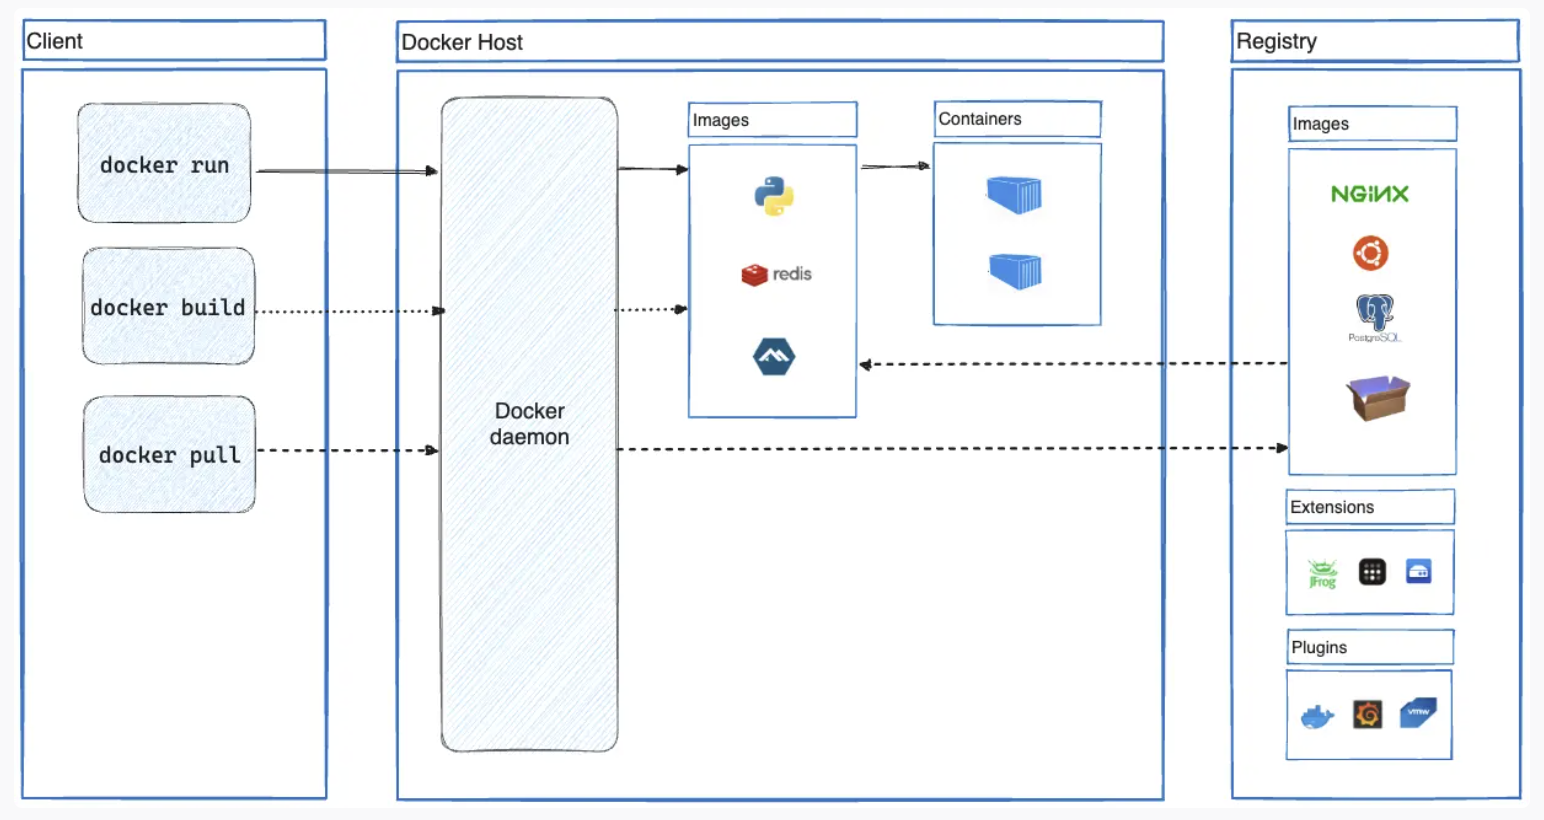 Client
docker run
docker build
docker pull
Docker Host
Docker
daemon
Images
redis
Containers
Registry
Images
NGiNX
PostgreSQL
Extensions
jFrog
Plugins
vmw